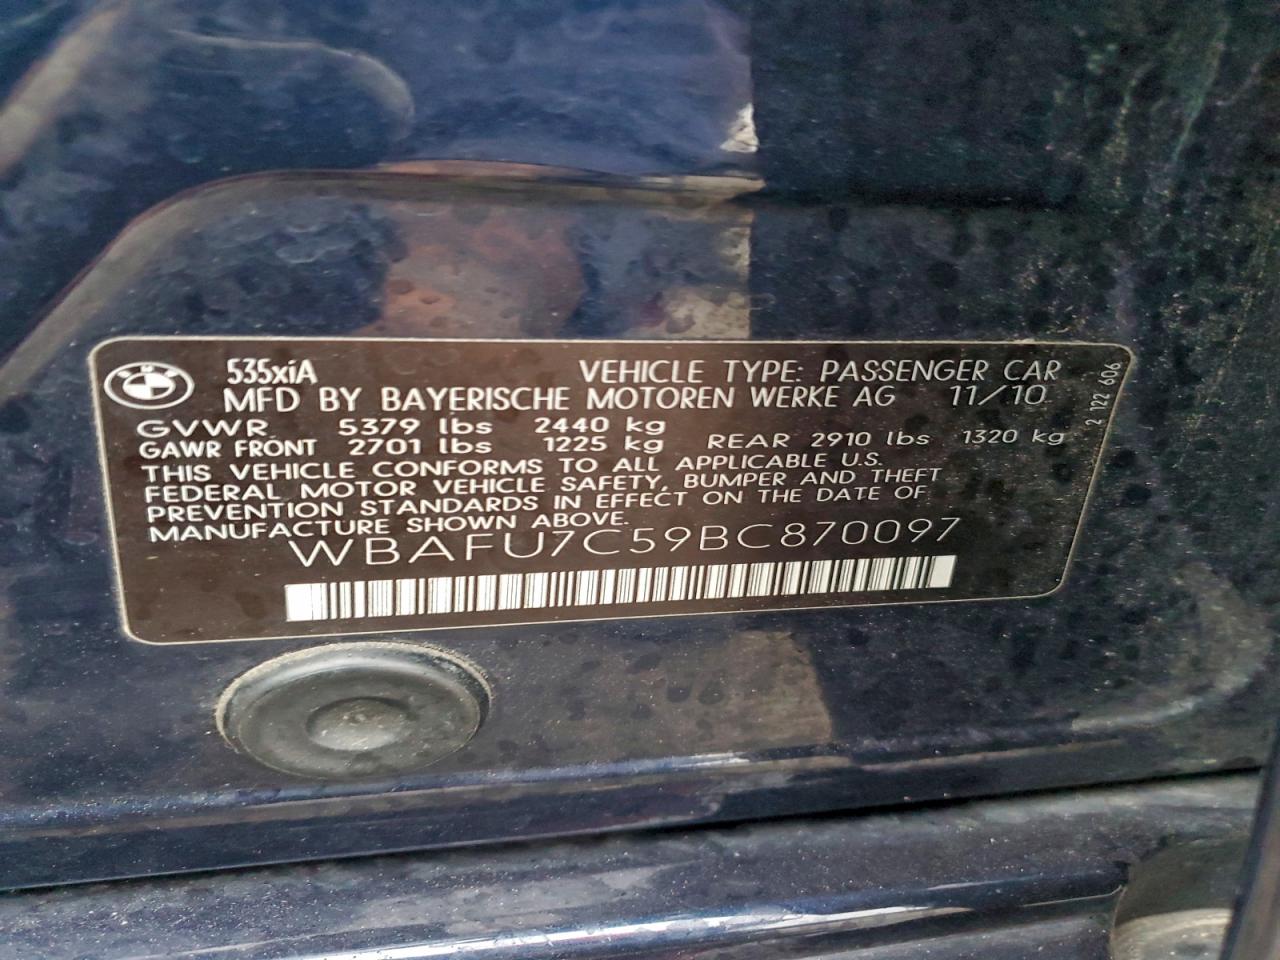 BMW
535xiA VEHICLE TYPE: PASSENGER CAR
MFD BY BAYERISCHE MOTOREN WERKE AG 11/10
GVWR 5379 lbs 2440 kg
GAWR FRONT 2701 lbs 1225 kg REAR 2910 lbs 1320 kg
THIS VEHICLE CONFORMS TO ALL APPLICABLE U.S.
FEDERAL MOTOR VEHICLE SAFETY, BUMPER AND THEFT
PREVENTION STANDARDS IN EFFECT ON THE DATE OF
MANUFACTURE SHOWN ABOVE.
WBAFU7C59BC870097
2 122 606